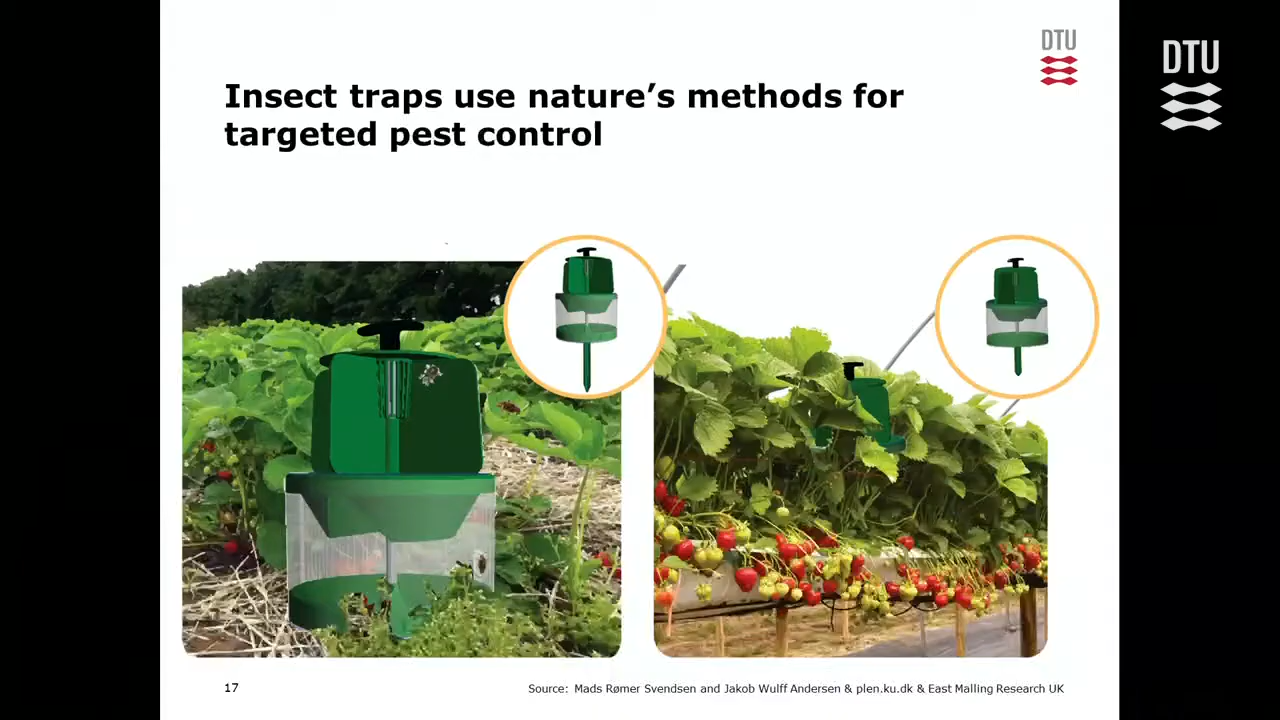 DTU
DTU
Insect traps use nature’s methods for
targeted pest control
17
Source: Mads Rømer Svendsen and Jakob Wulff Andersen & plen.ku.dk & East Malling Research UK